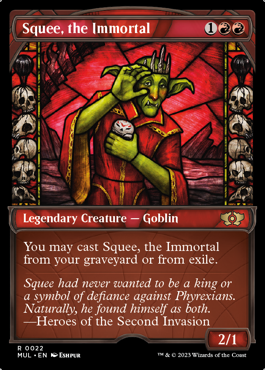 Squee, the Immortal 1
Legendary Creature — Goblin
You may cast Squee, the Immortal
from your graveyard or from exile.
Squee had never wanted to be a king or
a symbol of defiance against Phyrexians.
Naturally, he found himself as both.
—Heroes of the Second Invasion
2/1
R 0022
MUL • EN Eshpur
™ & © 2023 Wizards of the Coast